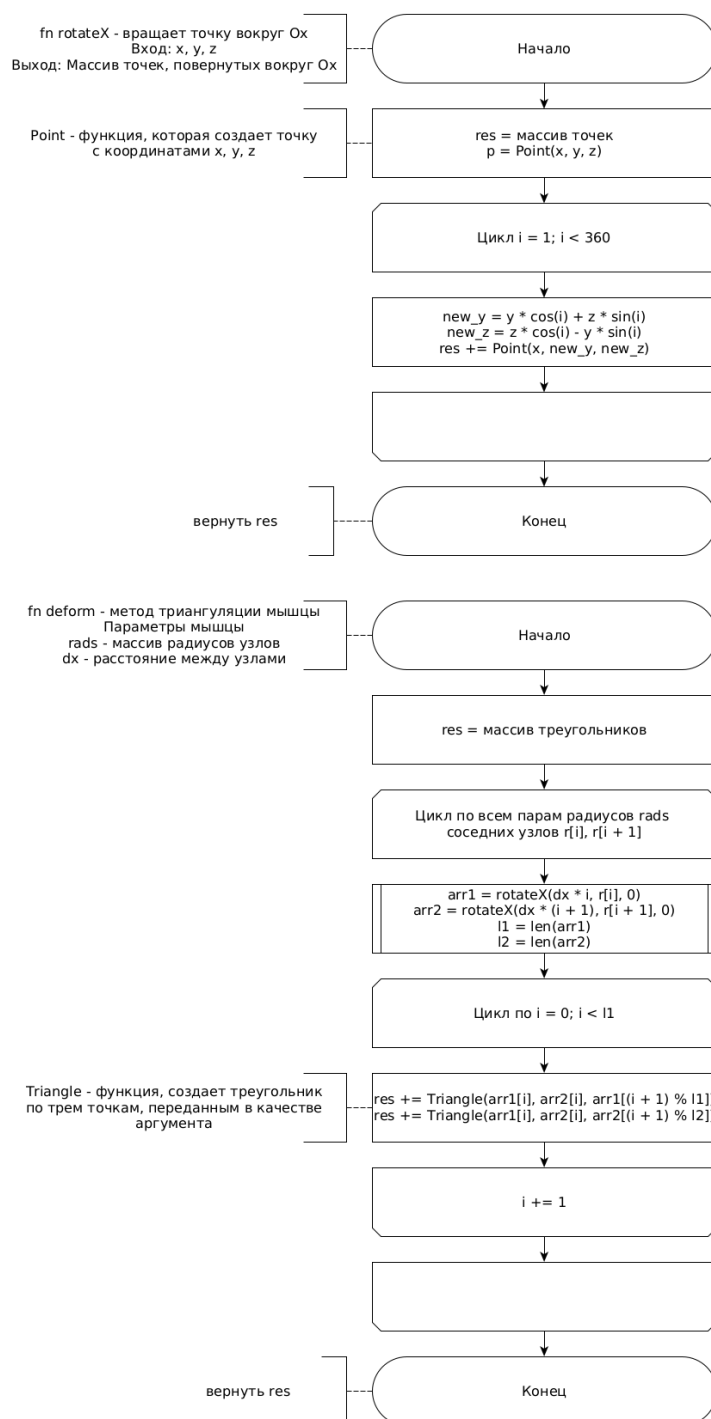 fn rotateX - вращает точку вокруг Ox
Вход: x, y, z
Выход: Массив точек, повернутых вокруг Ox
Начало
Point - функция, которая создает точку
с координатами x, y, z
res = массив точек
p = Point(x, y, z)
Цикл i = 1; i < 360
new_y = y * cos(i) + z * sin(i)
new_z = z * cos(i) - y * sin(i)
res += Point(x, new_y, new_z)
вернуть res
Конец
fn deform - метод триангуляции мышцы
Параметры мышцы
rads - массив радиусов узлов
dx - расстояние между узлами
Начало
res = массив треугольников
Цикл по всем парам радиусов rads
соседних узлов r[i], r[i + 1]
arr1 = rotateX(dx * i, r[i], 0)
arr2 = rotateX(dx * (i + 1), r[i + 1], 0)
l1 = len(arr1)
l2 = len(arr2)
Цикл по i = 0; i < l1
Triangle - функция, создает треугольник
по трем точкам, переданным в качестве
аргумента
res += Triangle(arr1[i], arr2[i], arr1[(i + 1) % l1])
res += Triangle(arr1[i], arr2[i], arr2[(i + 1) % l2])
i += 1
вернуть res
Конец